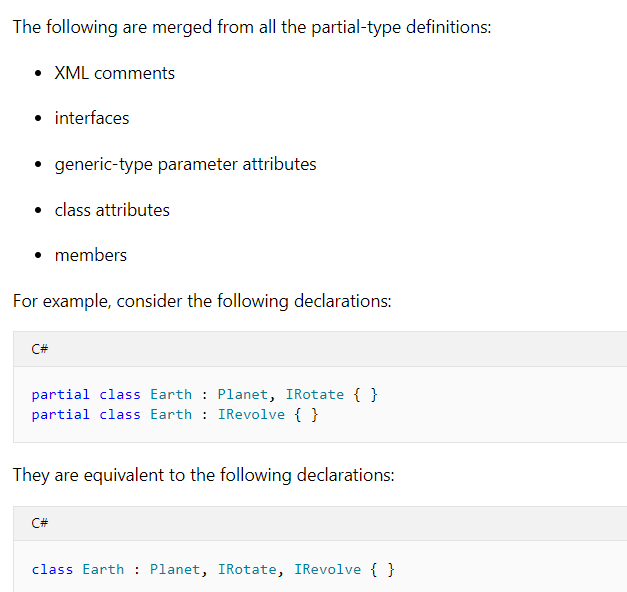 The following are merged from all the partial-type definitions:
• XML comments
• interfaces
• generic-type parameter attributes
• class attributes
• members
For example, consider the following declarations:
C#
partial class Earth : Planet, IRotate { }
partial class Earth : IRevolve { }
They are equivalent to the following declarations:
C#
class Earth : Planet, IRotate, IRevolve { }